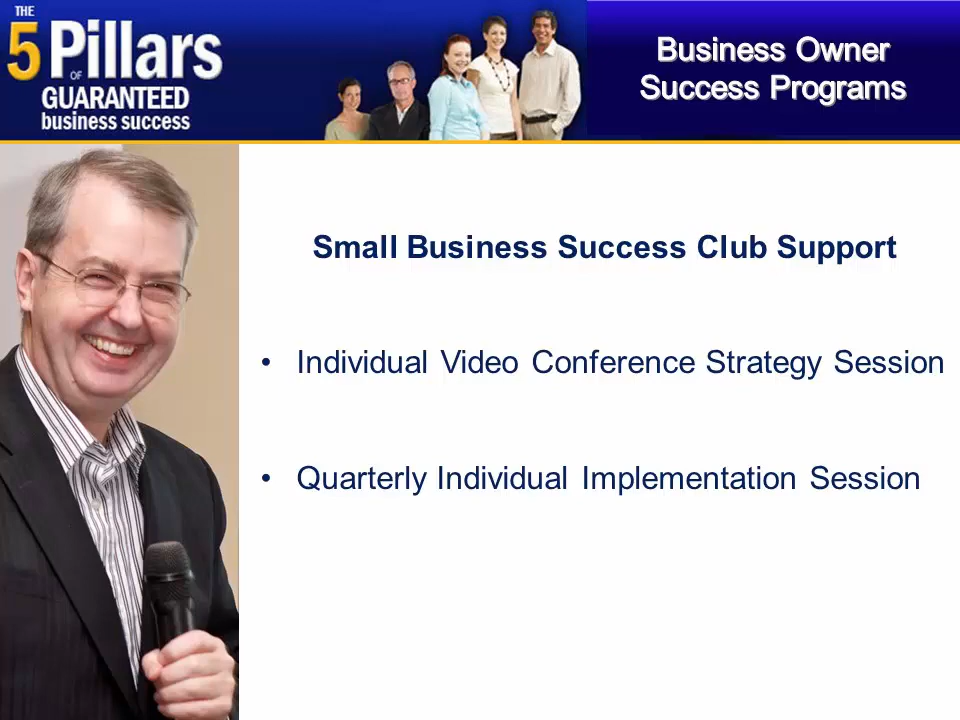 THE
5 Pillars
OF
GUARANTEED
business success
Business Owner
Success Programs
Small Business Success Club Support
• Individual Video Conference Strategy Session
• Quarterly Individual Implementation Session